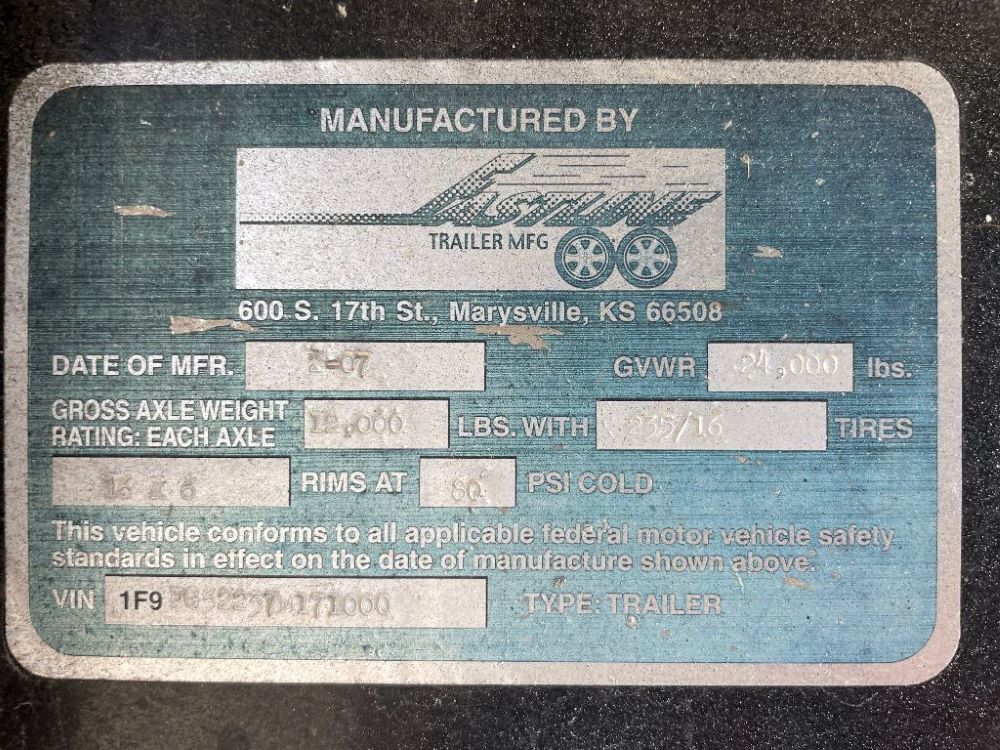 MANUFACTURED BY
FASTLINE
TRAILER MFG
600 S. 17th St., Marysville, KS 66508
DATE OF MFR. GVWR 24,000 lbs.
GROSS AXLE WEIGHT
RATING: EACH AXLE 12,000 LBS. WITH 235/16 TIRES
16 x 6 RIMS AT 80 PSI COLD
This vehicle conforms to all applicable federal motor vehicle safety
standards in effect on the date of manufacture shown above.
VIN 1F9 TYPE: TRAILER